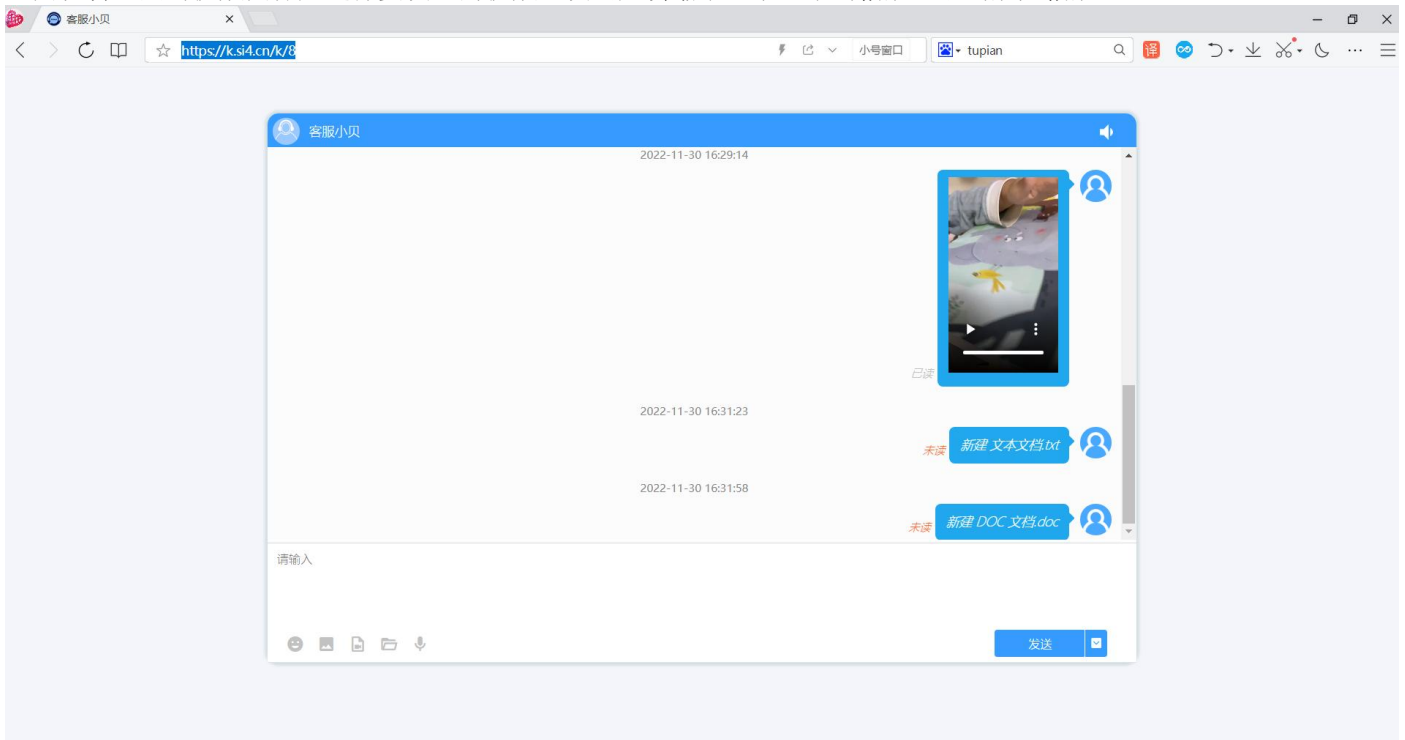 客服小贝
https://k.si4.cn/k/8
小号窗口
tupian
译
客服小贝
2022-11-30 16:29:14
已读
2022-11-30 16:31:23
未读 新建 文本文档.txt
2022-11-30 16:31:58
未读 新建 DOC 文档.doc
请输入
发送